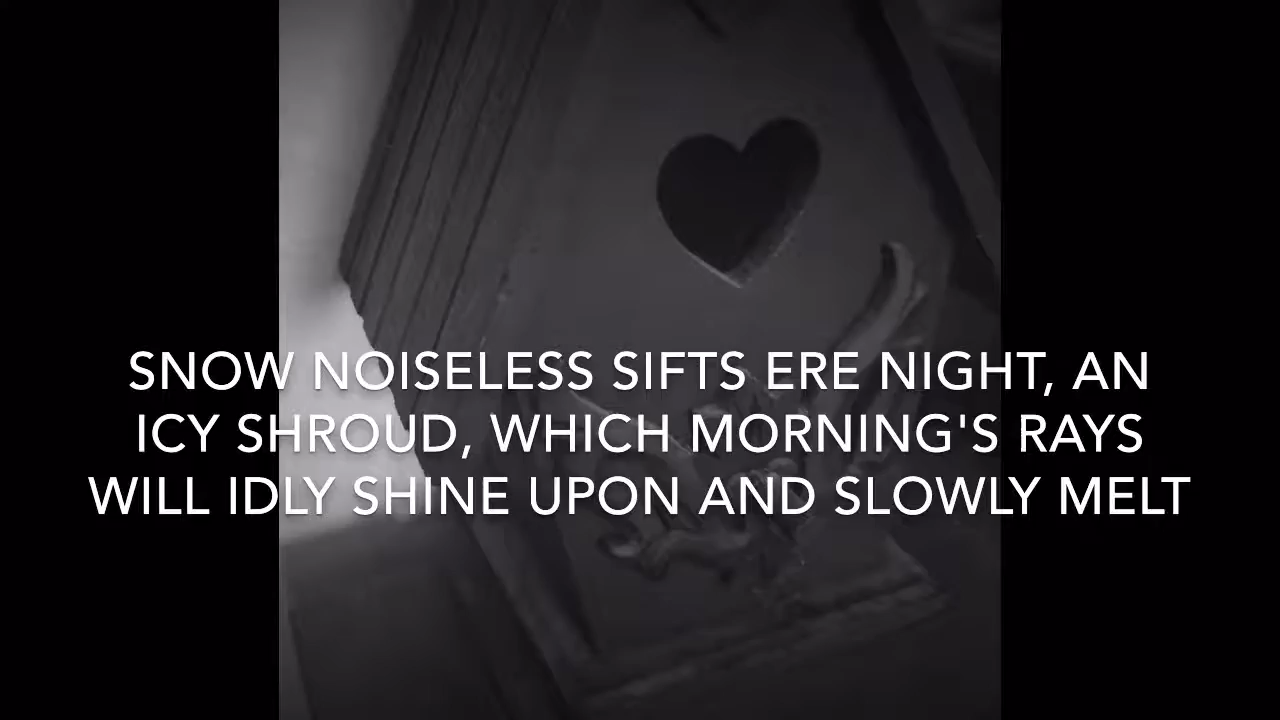 SNOW NOISELESS SIFTS ERE NIGHT, AN
ICY SHROUD, WHICH MORNING'S RAYS
WILL IDLY SHINE UPON AND SLOWLY MELT